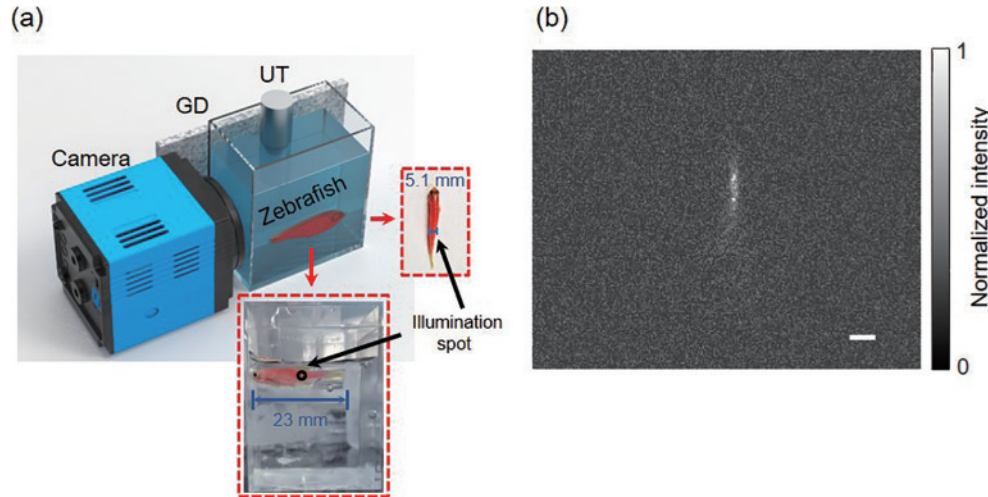 (a)
UT
GD
Camera
Zebrafish
5.1 mm
Illumination
spot
23 mm
(b)
1
Normalized intensity
0